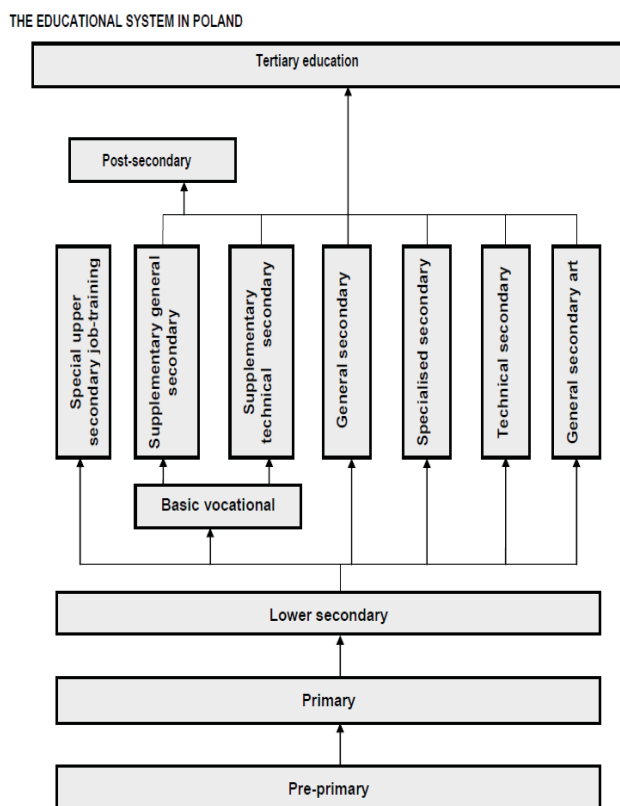 THE EDUCATIONAL SYSTEM IN POLAND
Tertiary education
Post-secondary
Special upper
secondary job-training
Supplementary general
secondary
Supplementary
technical secondary
General secondary
Specialised secondary
Technical secondary
General secondary art
Basic vocational
Lower secondary
Primary
Pre-primary